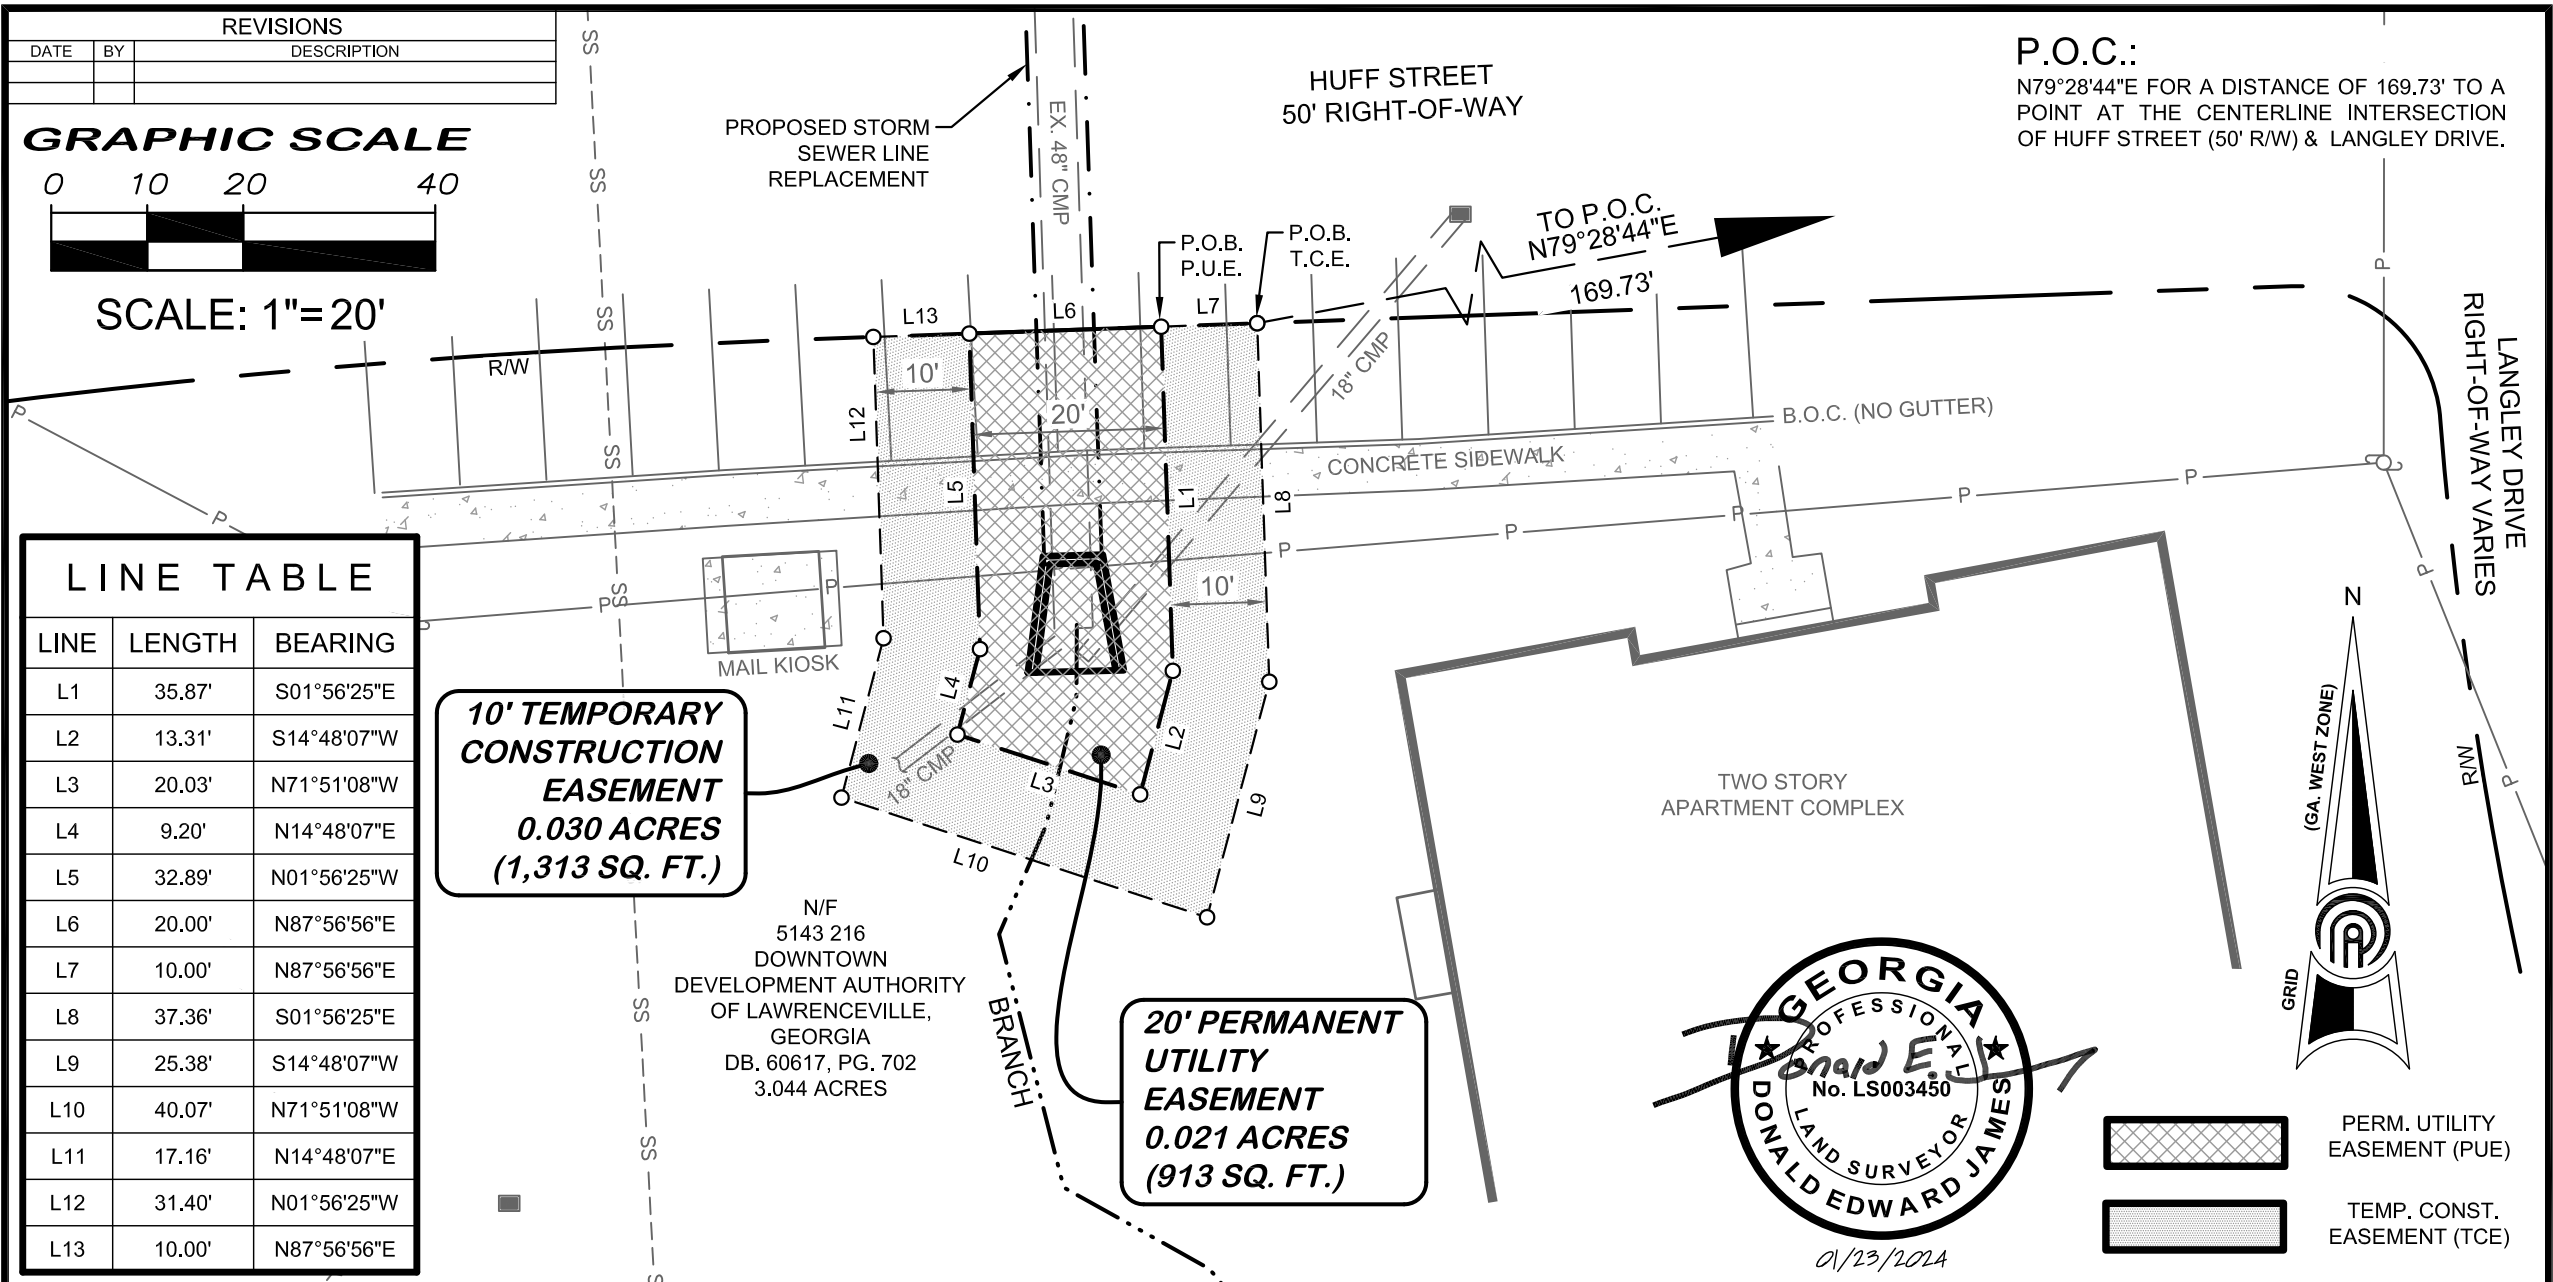 REVISIONS
DATE BY DESCRIPTION
GRAPHIC SCALE
0 10 20 40
SCALE: 1"=20'
PROPOSED STORM
SEWER LINE
REPLACEMENT
EX. 48" CMP
HUFF STREET
50' RIGHT-OF-WAY
P.O.C.:
N79°28'44"E FOR A DISTANCE OF 169.73' TO A
POINT AT THE CENTERLINE INTERSECTION
OF HUFF STREET (50' R/W) & LANGLEY DRIVE.
TO P.O.C.
N79°28'44"E
169.73'
P.O.B.
P.U.E.
P.O.B.
T.C.E.
L13
L6
L7
R/W
10'
20'
10'
L12
L5
L1
L8
18" CMP
B.O.C. (NO GUTTER)
CONCRETE SIDEWALK
LANGLEY DRIVE
RIGHT-OF-WAY VARIES
R/W
SS
SS
SS
SS
SS
SS
SS
SS
P
P
P
P
P
P
P
P
P
P
P
P
MAIL KIOSK
L11
L4
L2
L3
L9
L10
18" CMP
BRANCH
LINE TABLE
LINE LENGTH BEARING
L1 35.87' S01°56'25"E
L2 13.31' S14°48'07"W
L3 20.03' N71°51'08"W
L4 9.20' N14°48'07"E
L5 32.89' N01°56'25"W
L6 20.00' N87°56'56"E
L7 10.00' N87°56'56"E
L8 37.36' S01°56'25"E
L9 25.38' S14°48'07"W
L10 40.07' N71°51'08"W
L11 17.16' N14°48'07"E
L12 31.40' N01°56'25"W
L13 10.00' N87°56'56"E
10' TEMPORARY
CONSTRUCTION
EASEMENT
0.030 ACRES
(1,313 SQ. FT.)
N/F
5143 216
DOWNTOWN
DEVELOPMENT AUTHORITY
OF LAWRENCEVILLE,
GEORGIA
DB. 60617, PG. 702
3.044 ACRES
20' PERMANENT
UTILITY
EASEMENT
0.021 ACRES
(913 SQ. FT.)
TWO STORY
APARTMENT COMPLEX
N
(GA. WEST ZONE)
GRID
GEORGIA
PROFESSIONAL
No. LS003450
LAND SURVEYOR
DONALD EDWARD JAMES
01/23/2024
PERM. UTILITY
EASEMENT (PUE)
TEMP. CONST.
EASEMENT (TCE)